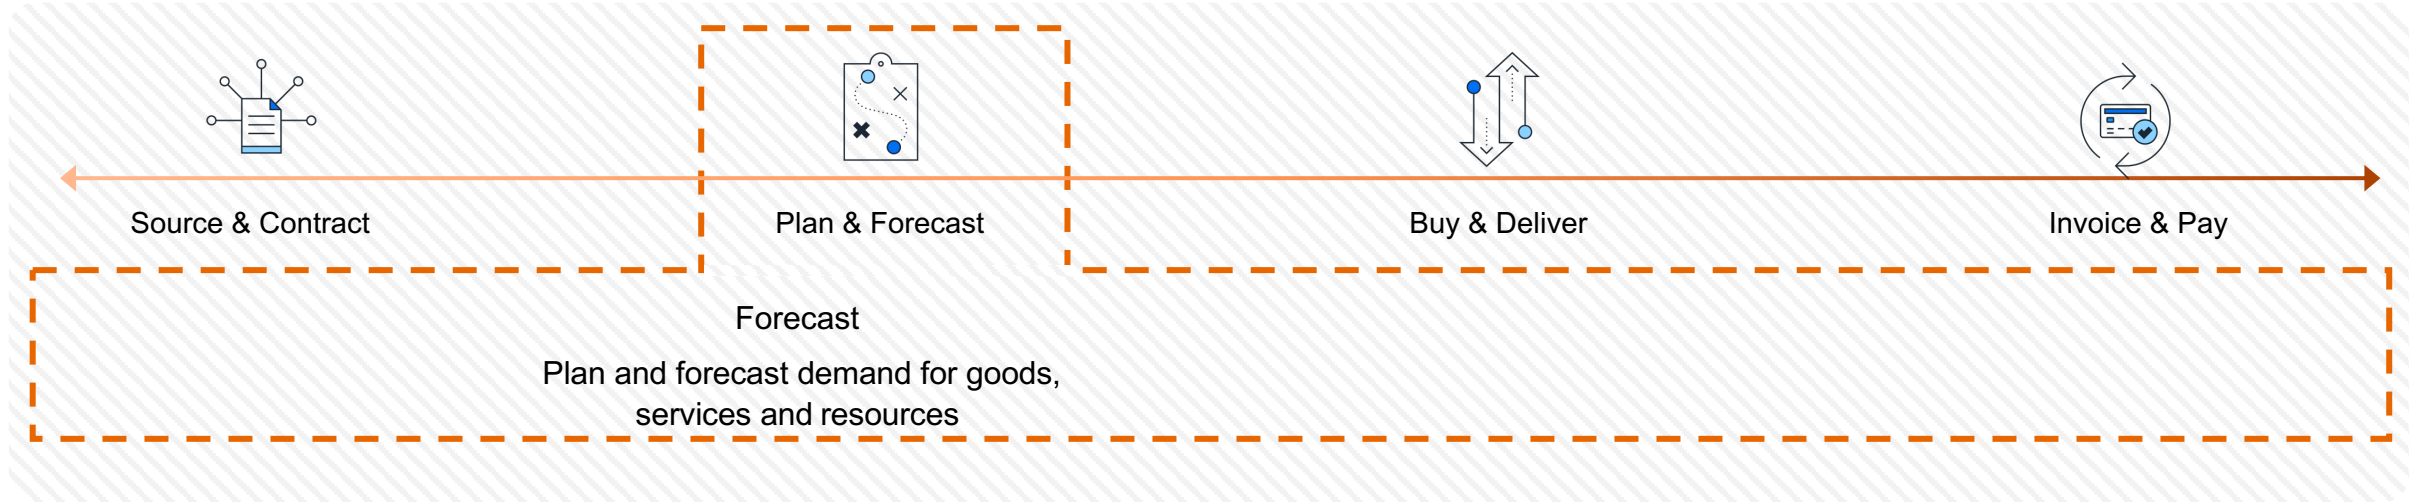 Source & Contract
Plan & Forecast
Buy & Deliver
Invoice & Pay
Forecast
Plan and forecast demand for goods,
services and resources